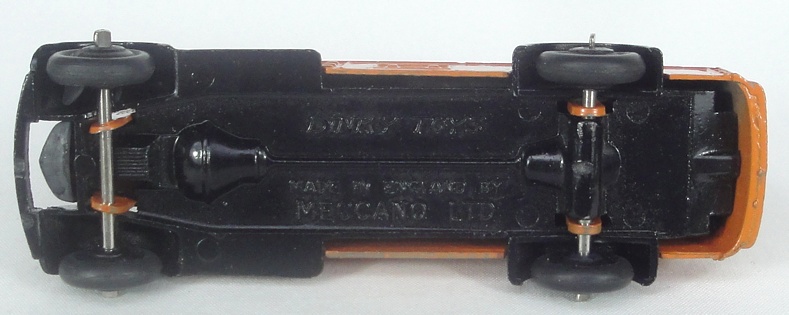 DINKY TOYS
MADE IN ENGLAND BY
MECCANO LTD